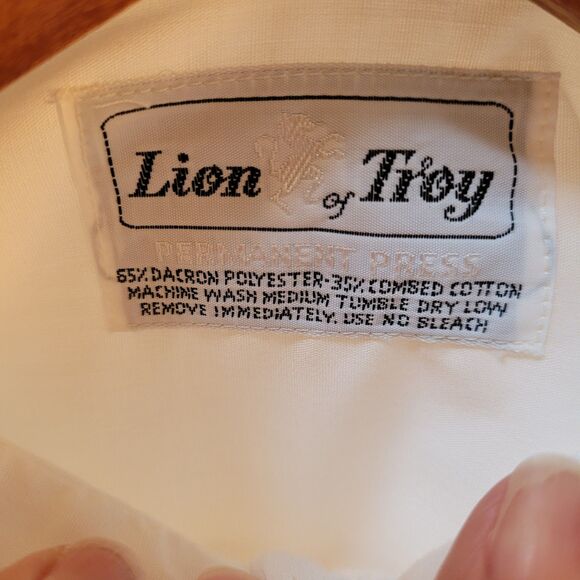 Lion of Troy
PERMANENT PRESS
65% DACRON POLYESTER-35% COMBED COTTON
MACHINE WASH MEDIUM TUMBLE DRY LOW
REMOVE IMMEDIATELY. USE NO BLEACH